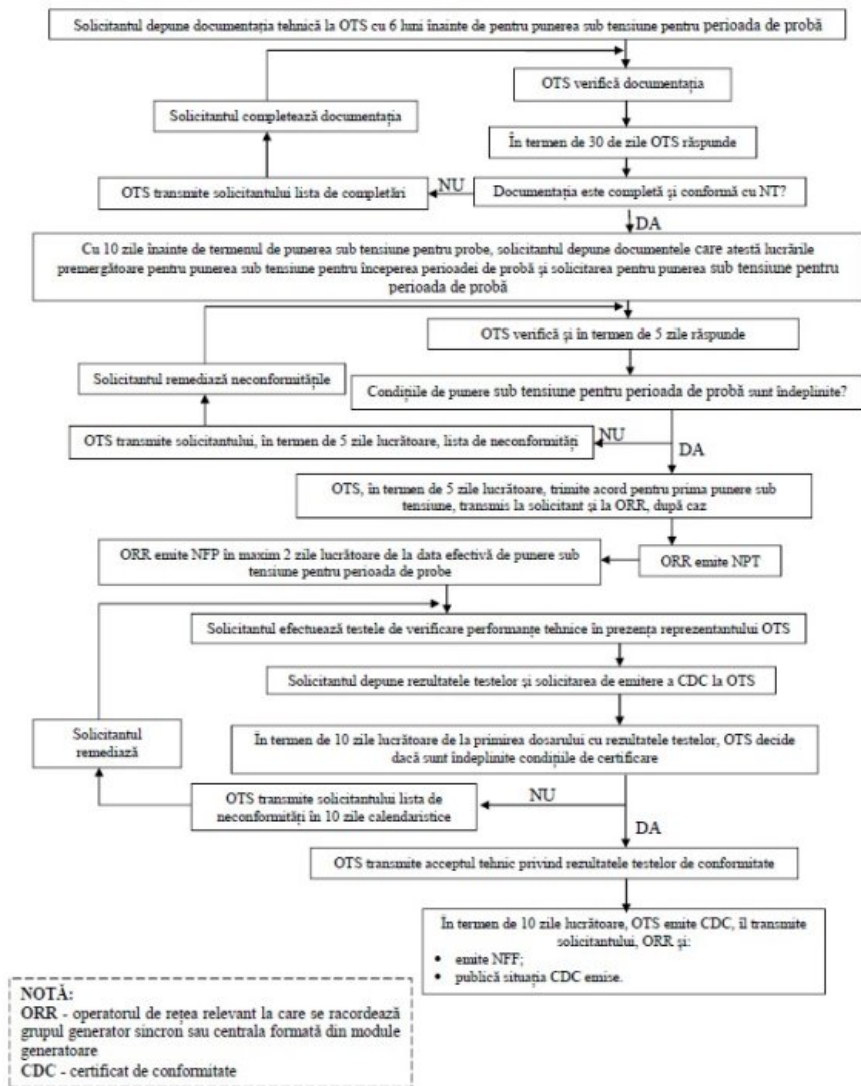 Solicitantul depune documentația tehnică la OTS cu 6 luni înainte de pentru punerea sub tensiune pentru perioada de probă
OTS verifică documentația
Solicitantul completează documentația
În termen de 30 de zile OTS răspunde
OTS transmite solicitantului lista de completări
NU
Documentația este completă și conformă cu NT?
DA
Cu 10 zile înainte de termenul de punerea sub tensiune pentru probe, solicitantul depune documentele care atestă lucrările
premergătoare pentru punerea sub tensiune pentru începerea perioadei de probă și solicitarea pentru punerea sub tensiune pentru
perioada de probă
OTS verifică și în termen de 5 zile răspunde
Solicitantul remediază neconformitățile
Condițiile de punere sub tensiune pentru perioada de probă sunt îndeplinite?
OTS transmite solicitantului, în termen de 5 zile lucrătoare, lista de neconformități
NU
DA
OTS, în termen de 5 zile lucrătoare, trimite acord pentru prima punere sub
tensiune, transmis la solicitant și la ORR, după caz
ORR emite NFP în maxim 2 zile lucrătoare de la data efectivă de punere sub
tensiune pentru perioada de probe
ORR emite NPT
Solicitantul efectuează testele de verificare performanțe tehnice în prezența reprezentantului OTS
Solicitantul depune rezultatele testelor și solicitarea de emitere a CDC la OTS
Solicitantul
remediază
În termen de 10 zile lucrătoare de la primirea dosarului cu rezultatele testelor, OTS decide
dacă sunt îndeplinite condițiile de certificare
OTS transmite solicitantului lista de
neconformități în 10 zile calendaristice
NU
DA
OTS transmite acceptul tehnic privind rezultatele testelor de conformitate
În termen de 10 zile lucrătoare, OTS emite CDC, îl transmite
solicitantului, ORR și:
• emite NFF;
• publică situația CDC emise.
NOTĂ:
ORR - operatorul de rețea relevant la care se racordează
grupul generator sincron sau centrala formată din module
generatoare
CDC - certificat de conformitate